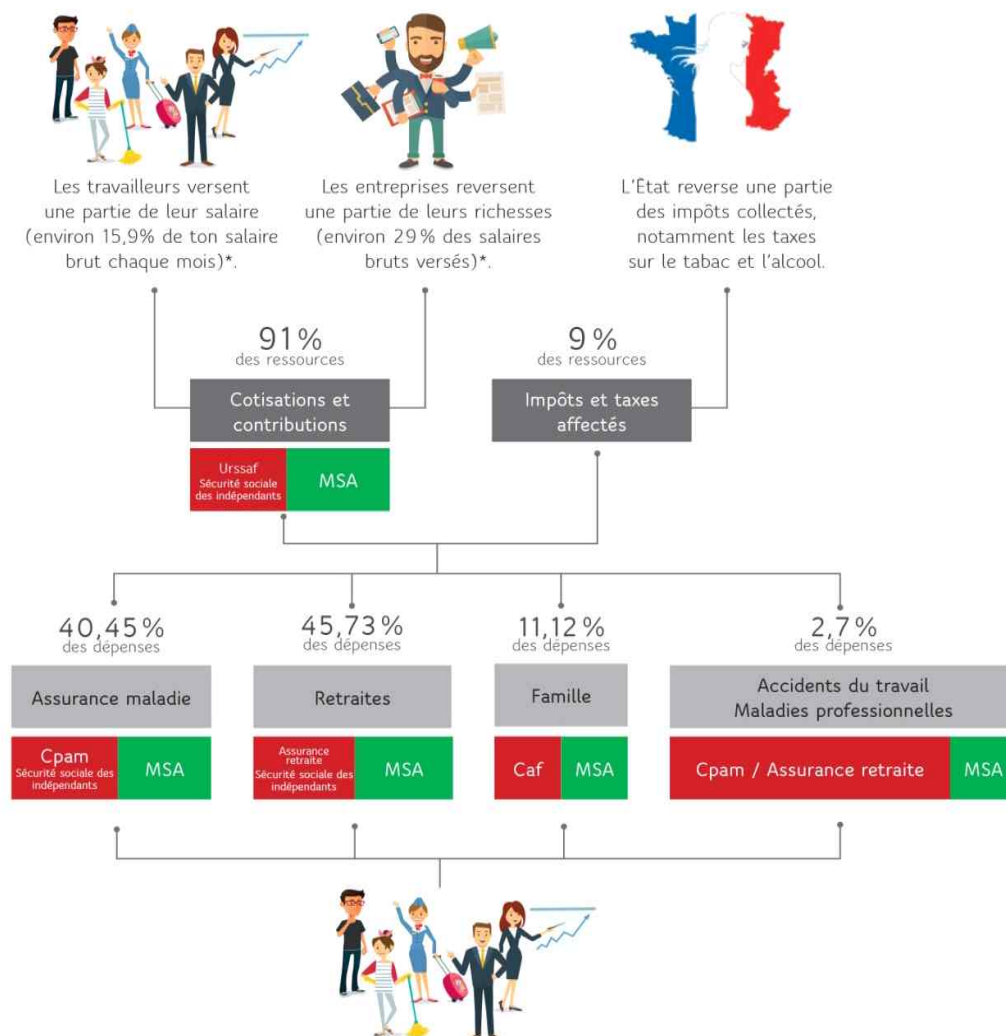 Les travailleurs versent
une partie de leur salaire
(environ 15,9% de ton salaire
brut chaque mois)*.
Les entreprises reversent
une partie de leurs richesses
(environ 29% des salaires
bruts versés)*.
L'État reverse une partie
des impôts collectés,
notamment les taxes
sur le tabac et l'alcool.
91%
des ressources
Cotisations et
contributions
Urssaf
Sécurité sociale
des indépendants
MSA
9%
des ressources
Impôts et taxes
affectés
40,45%
des dépenses
Assurance maladie
Cpam
Sécurité sociale des
indépendants
MSA
45,73%
des dépenses
Retraites
Assurance
retraite
Sécurité sociale des
indépendants
MSA
11,12%
des dépenses
Famille
Caf
MSA
2,7%
des dépenses
Accidents du travail
Maladies professionnelles
Cpam / Assurance retraite
MSA